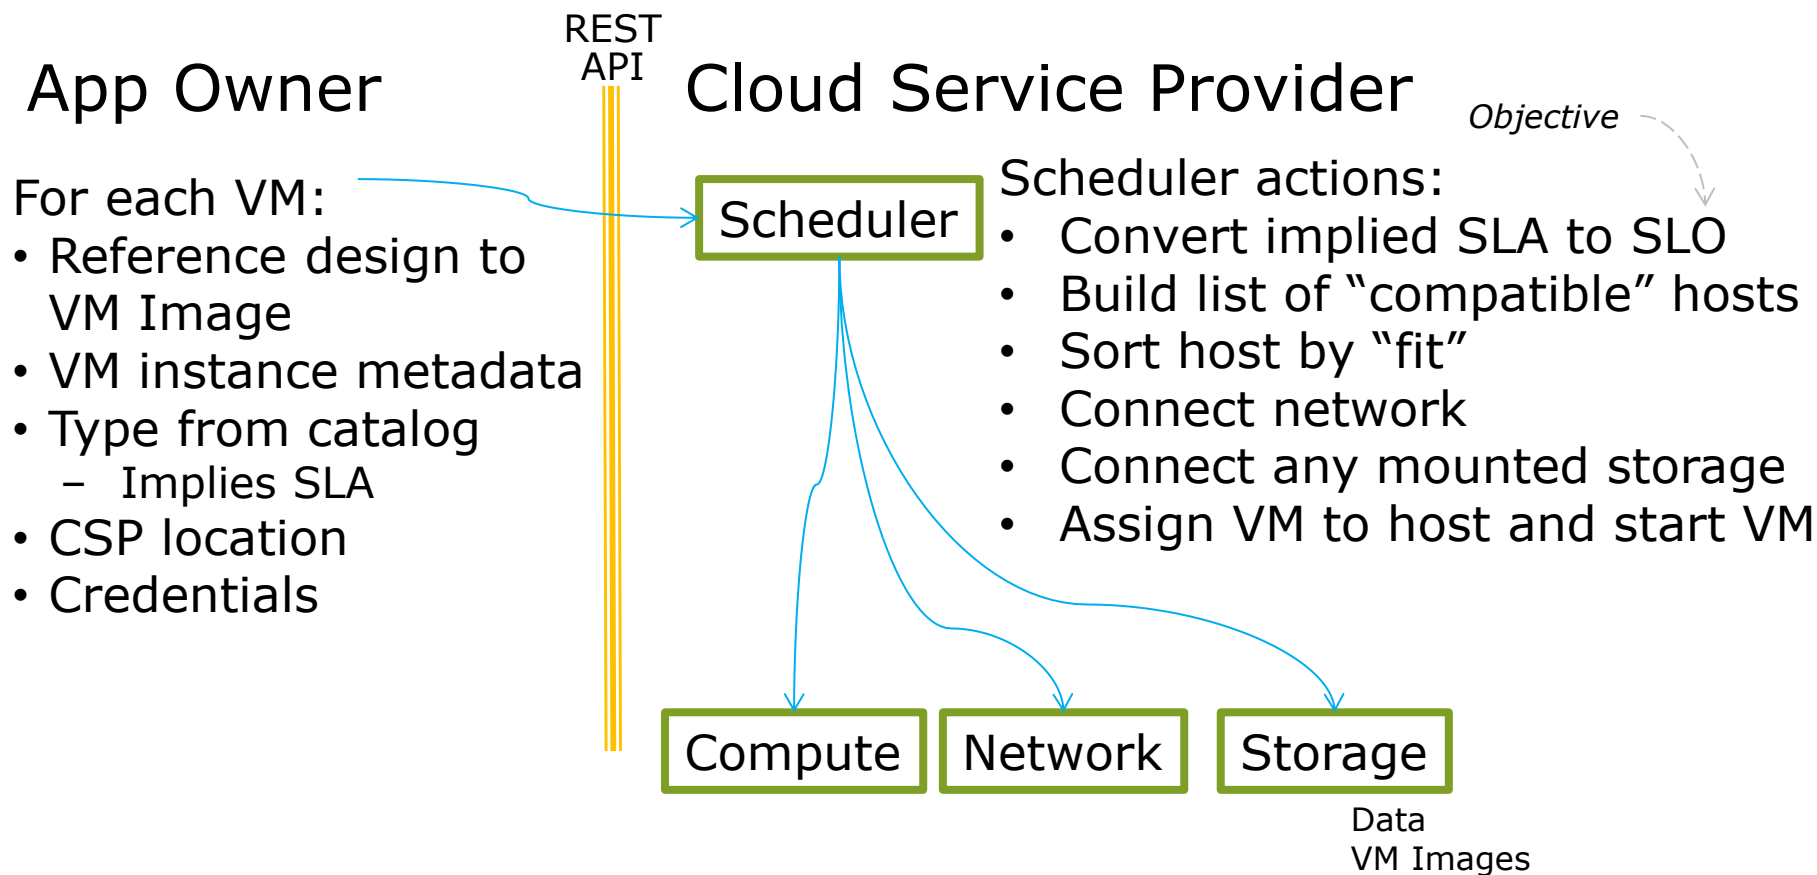 REST
API
App Owner
Cloud Service Provider
Objective
For each VM:
• Reference design to
VM Image
• VM instance metadata
• Type from catalog
– Implies SLA
• CSP location
• Credentials
Scheduler
Scheduler actions:
• Convert implied SLA to SLO
• Build list of “compatible” hosts
• Sort host by “fit”
• Connect network
• Connect any mounted storage
• Assign VM to host and start VM
Compute
Network
Storage
Data
VM Images